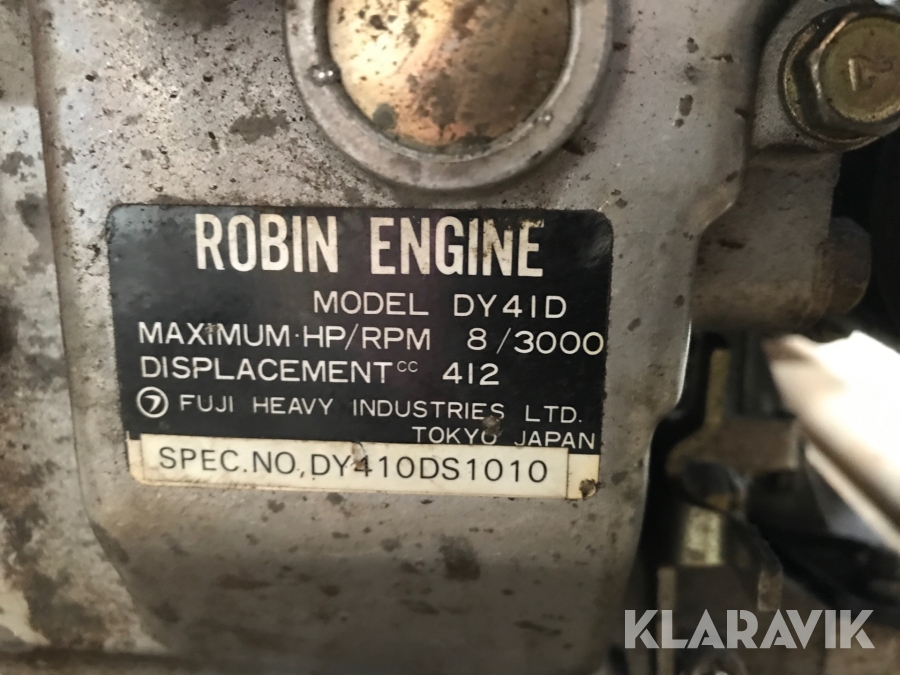 ROBIN ENGINE
MODEL DY41D
MAXIMUM HP/RPM 8/3000
DISPLACEMENT CC 412
FUJI HEAVY INDUSTRIES LTD.
TOKYO JAPAN
SPEC.NO,DY410DS1010
KLARAVIK